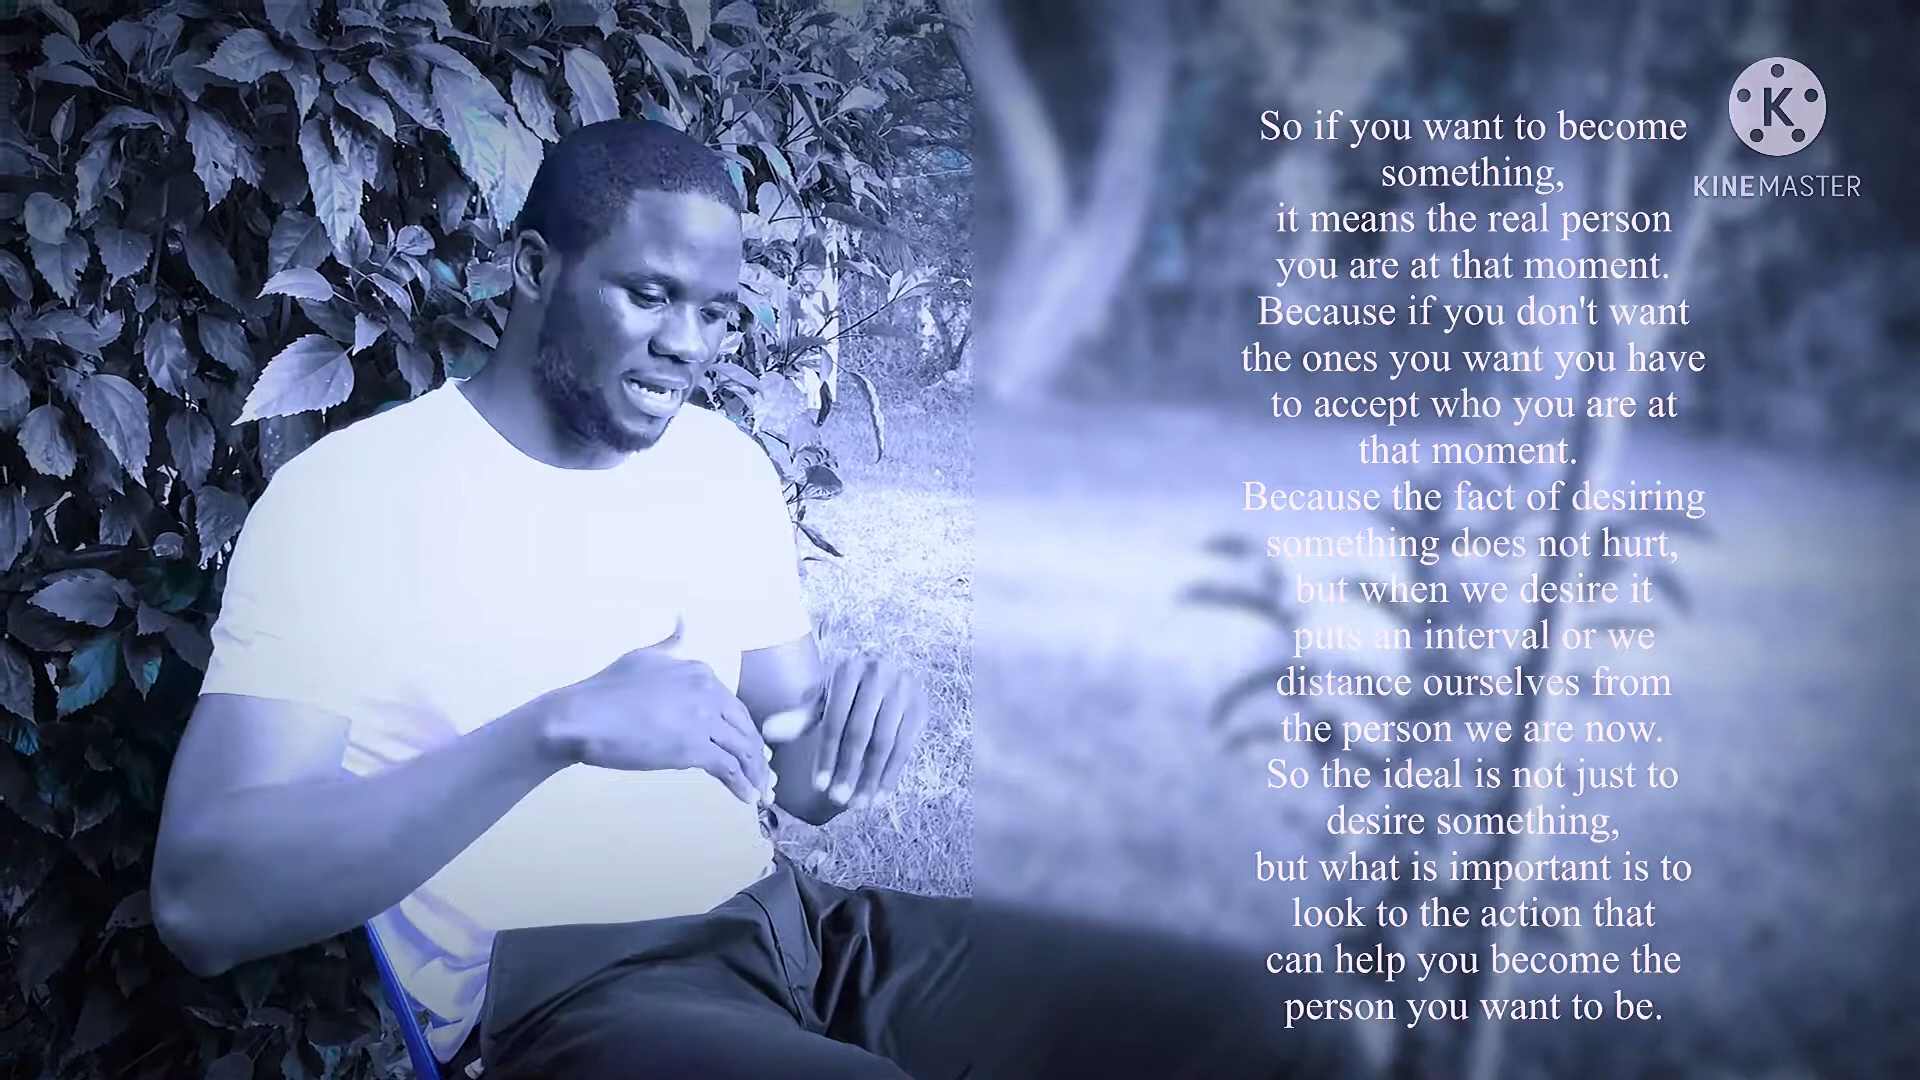 So if you want to become
something,
it means the real person
you are at that moment.
Because if you don't want
the ones you want you have
to accept who you are at
that moment.
Because the fact of desiring
something does not hurt,
but when we desire it
puts an interval or we
distance ourselves from
the person we are now.
So the ideal is not just to
desire something,
but what is important is to
look to the action that
can help you become the
person you want to be.
K
KINEMASTER